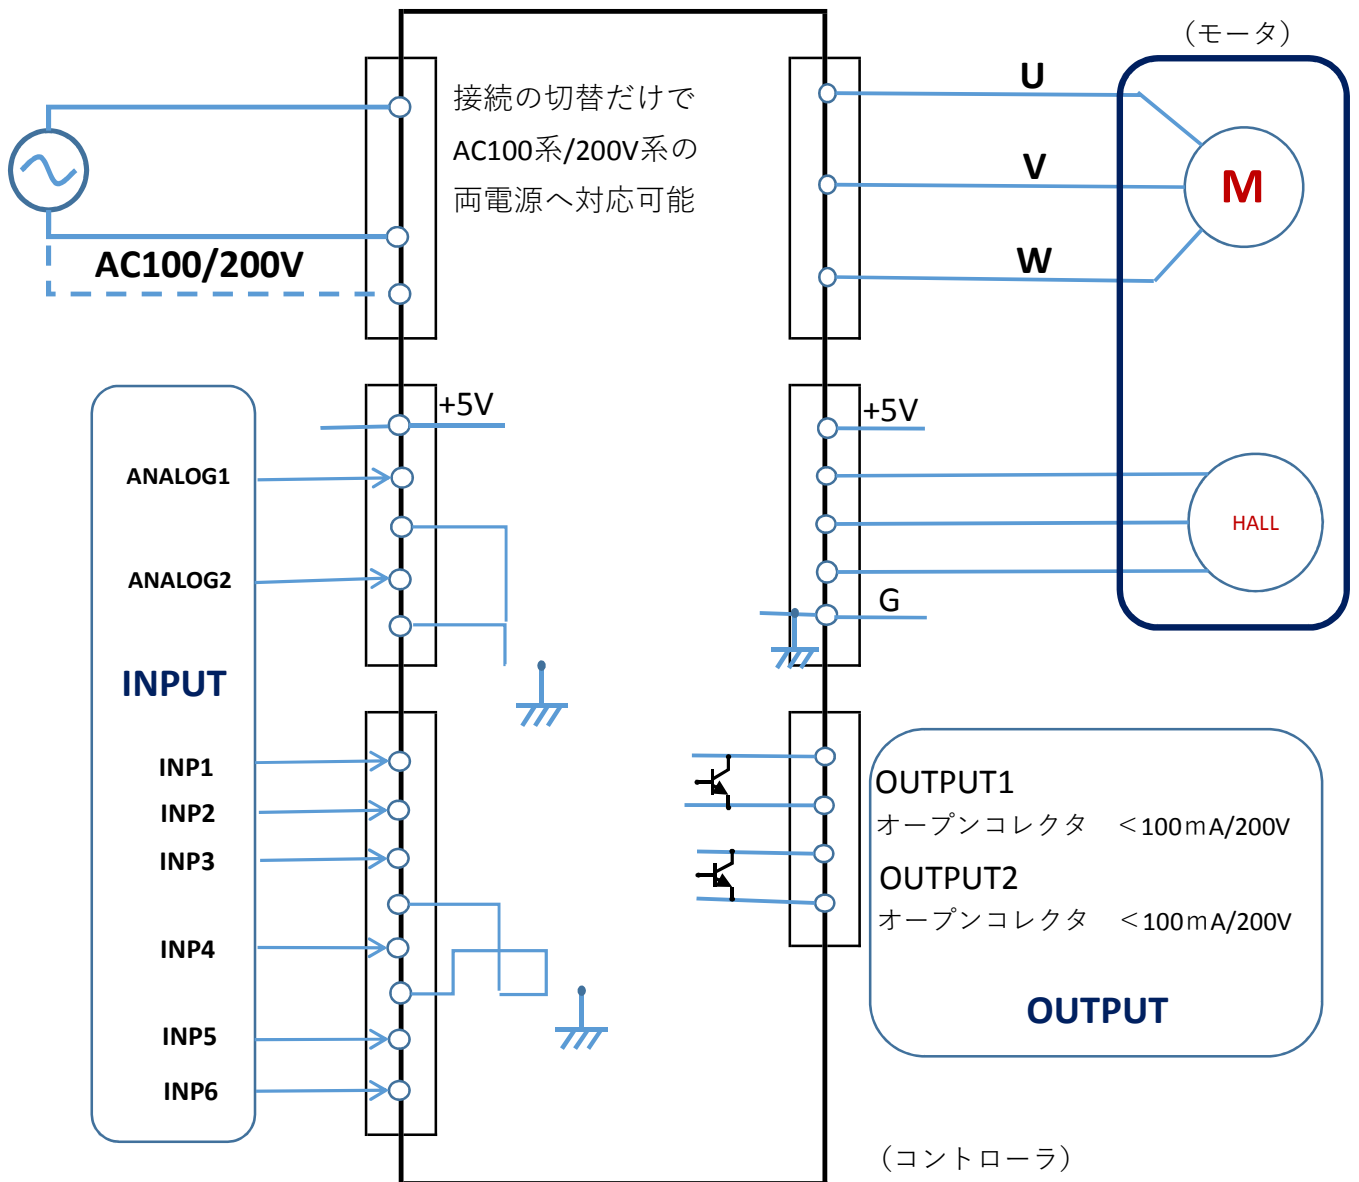 (モータ)
接続の切替だけで
AC100系/200V系の
両電源へ対応可能
AC100/200V
U
V
W
M
+5V
ANALOG1
ANALOG2
INPUT
INP1
INP2
INP3
INP4
INP5
INP6
+5V
HALL
G
OUTPUT1
オープンコレクタ <100mA/200V
OUTPUT2
オープンコレクタ <100mA/200V
OUTPUT
(コントローラ)